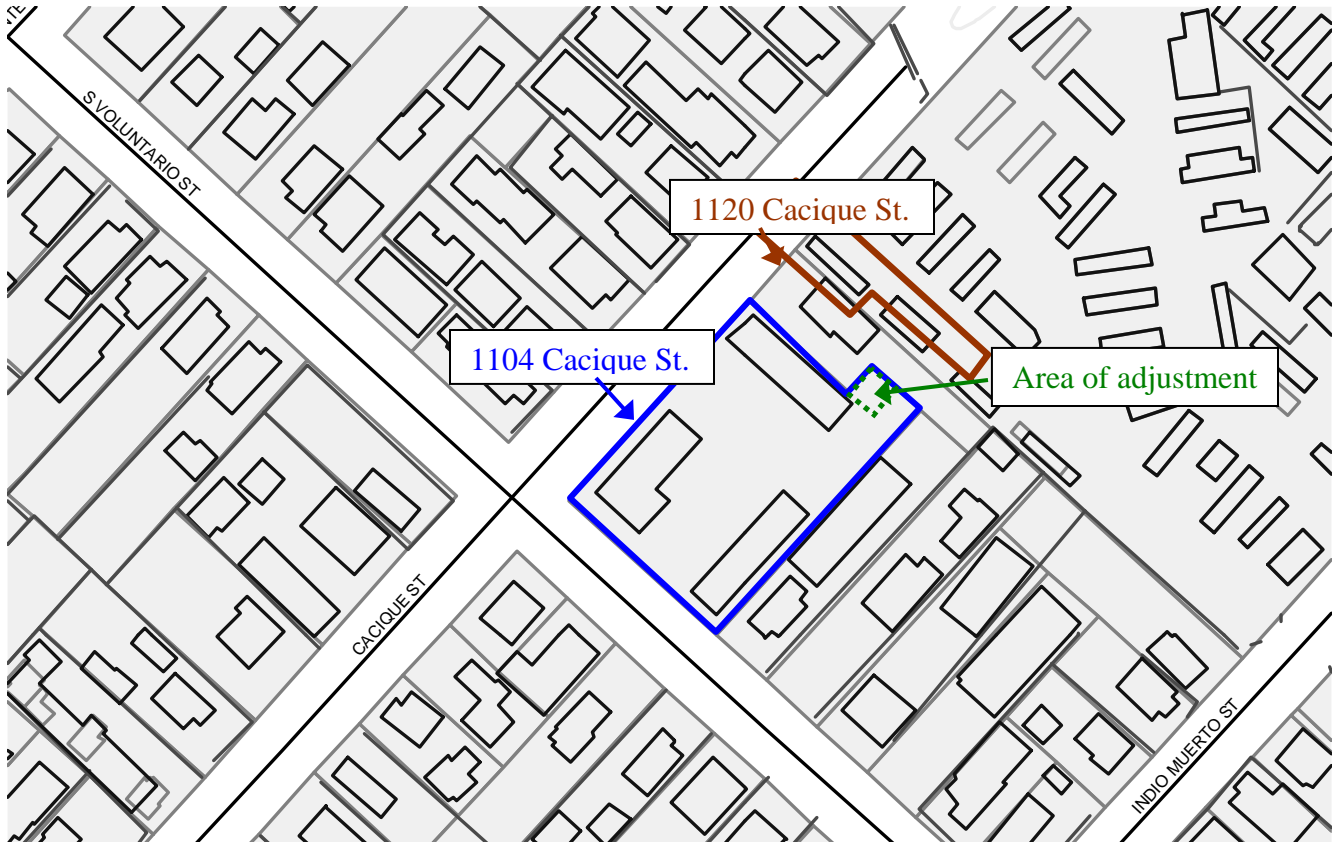 S VOLUNTARIO ST
1120 Cacique St.
1104 Cacique St.
Area of adjustment
CACIQUE ST
INDIO MUERTO ST